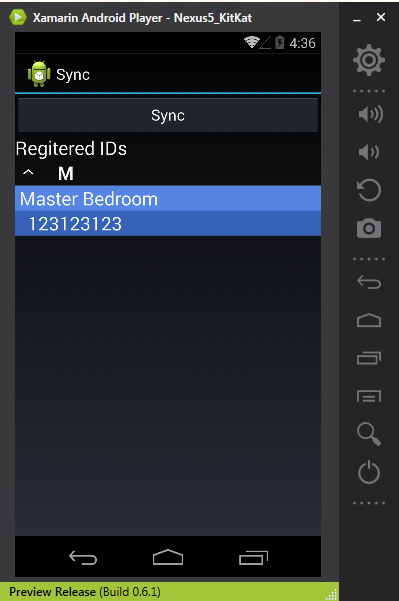 Xamarin Android Player - Nexus5_KitKat
4:36
Sync
Sync
Regitered IDs
M
Master Bedroom
123123123
Preview Release (Build 0.6.1)